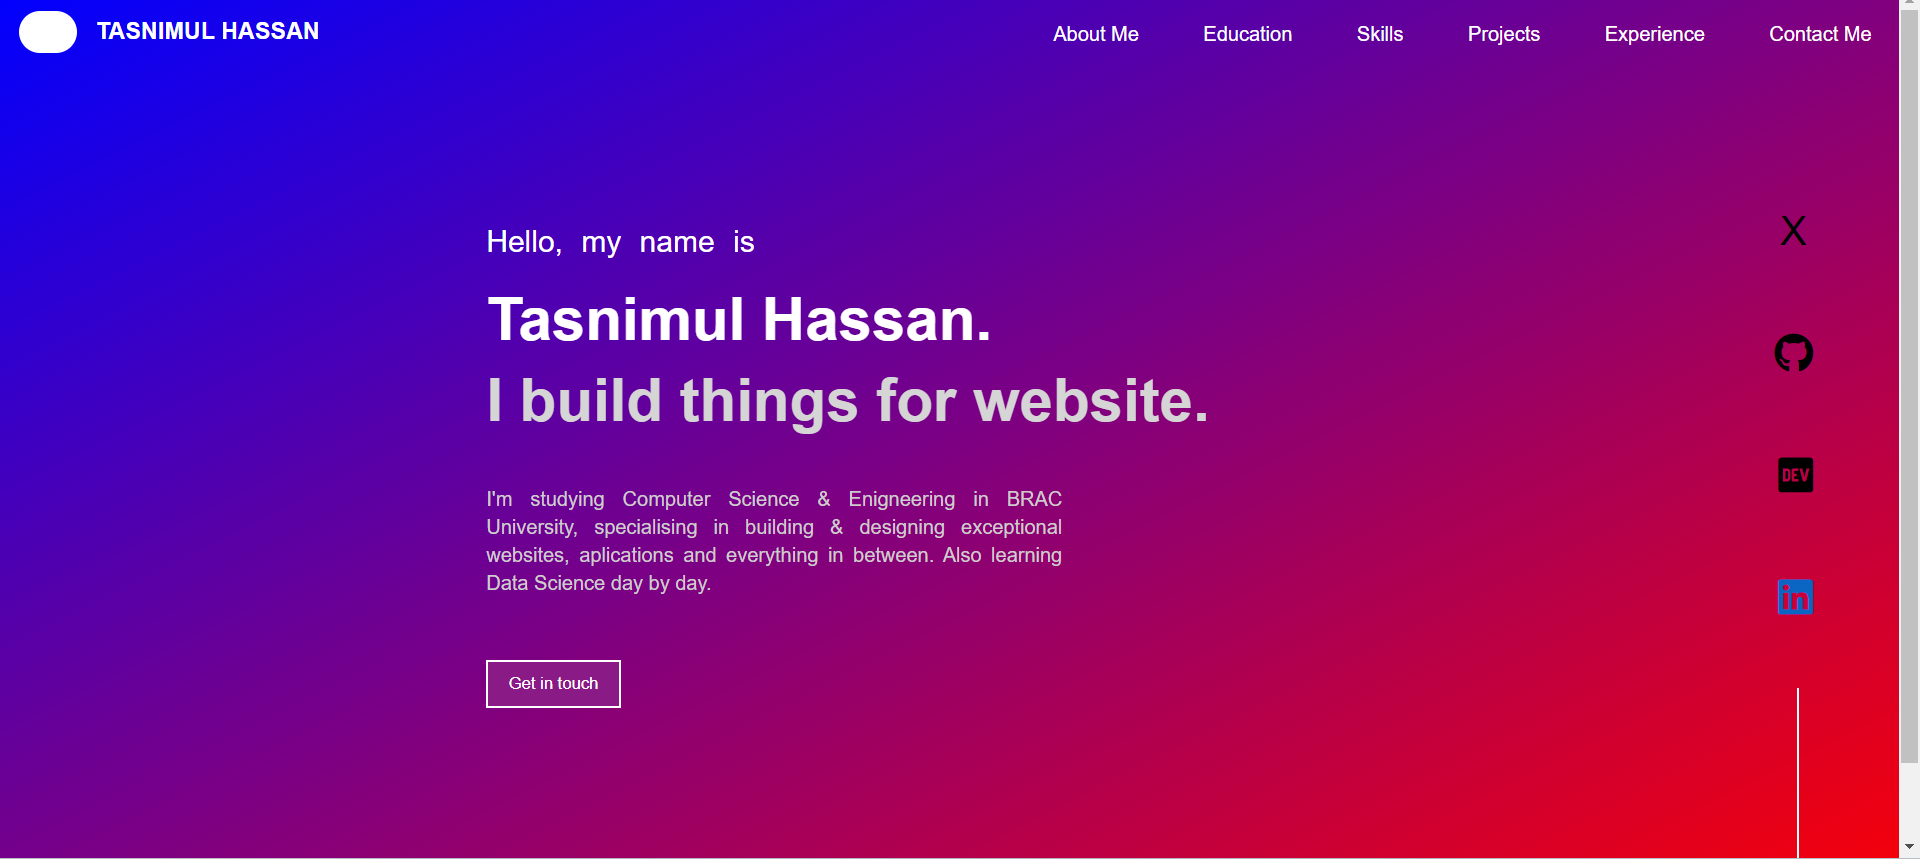 TASNIMUL HASSAN
About Me Education Skills Projects Experience Contact Me
Hello, my name is
Tasnimul Hassan.
I build things for website.
I'm studying Computer Science & Enigneering in BRAC
University, specialising in building & designing exceptional
websites, aplications and everything in between. Also learning
Data Science day by day.
Get in touch
X
DEV
in